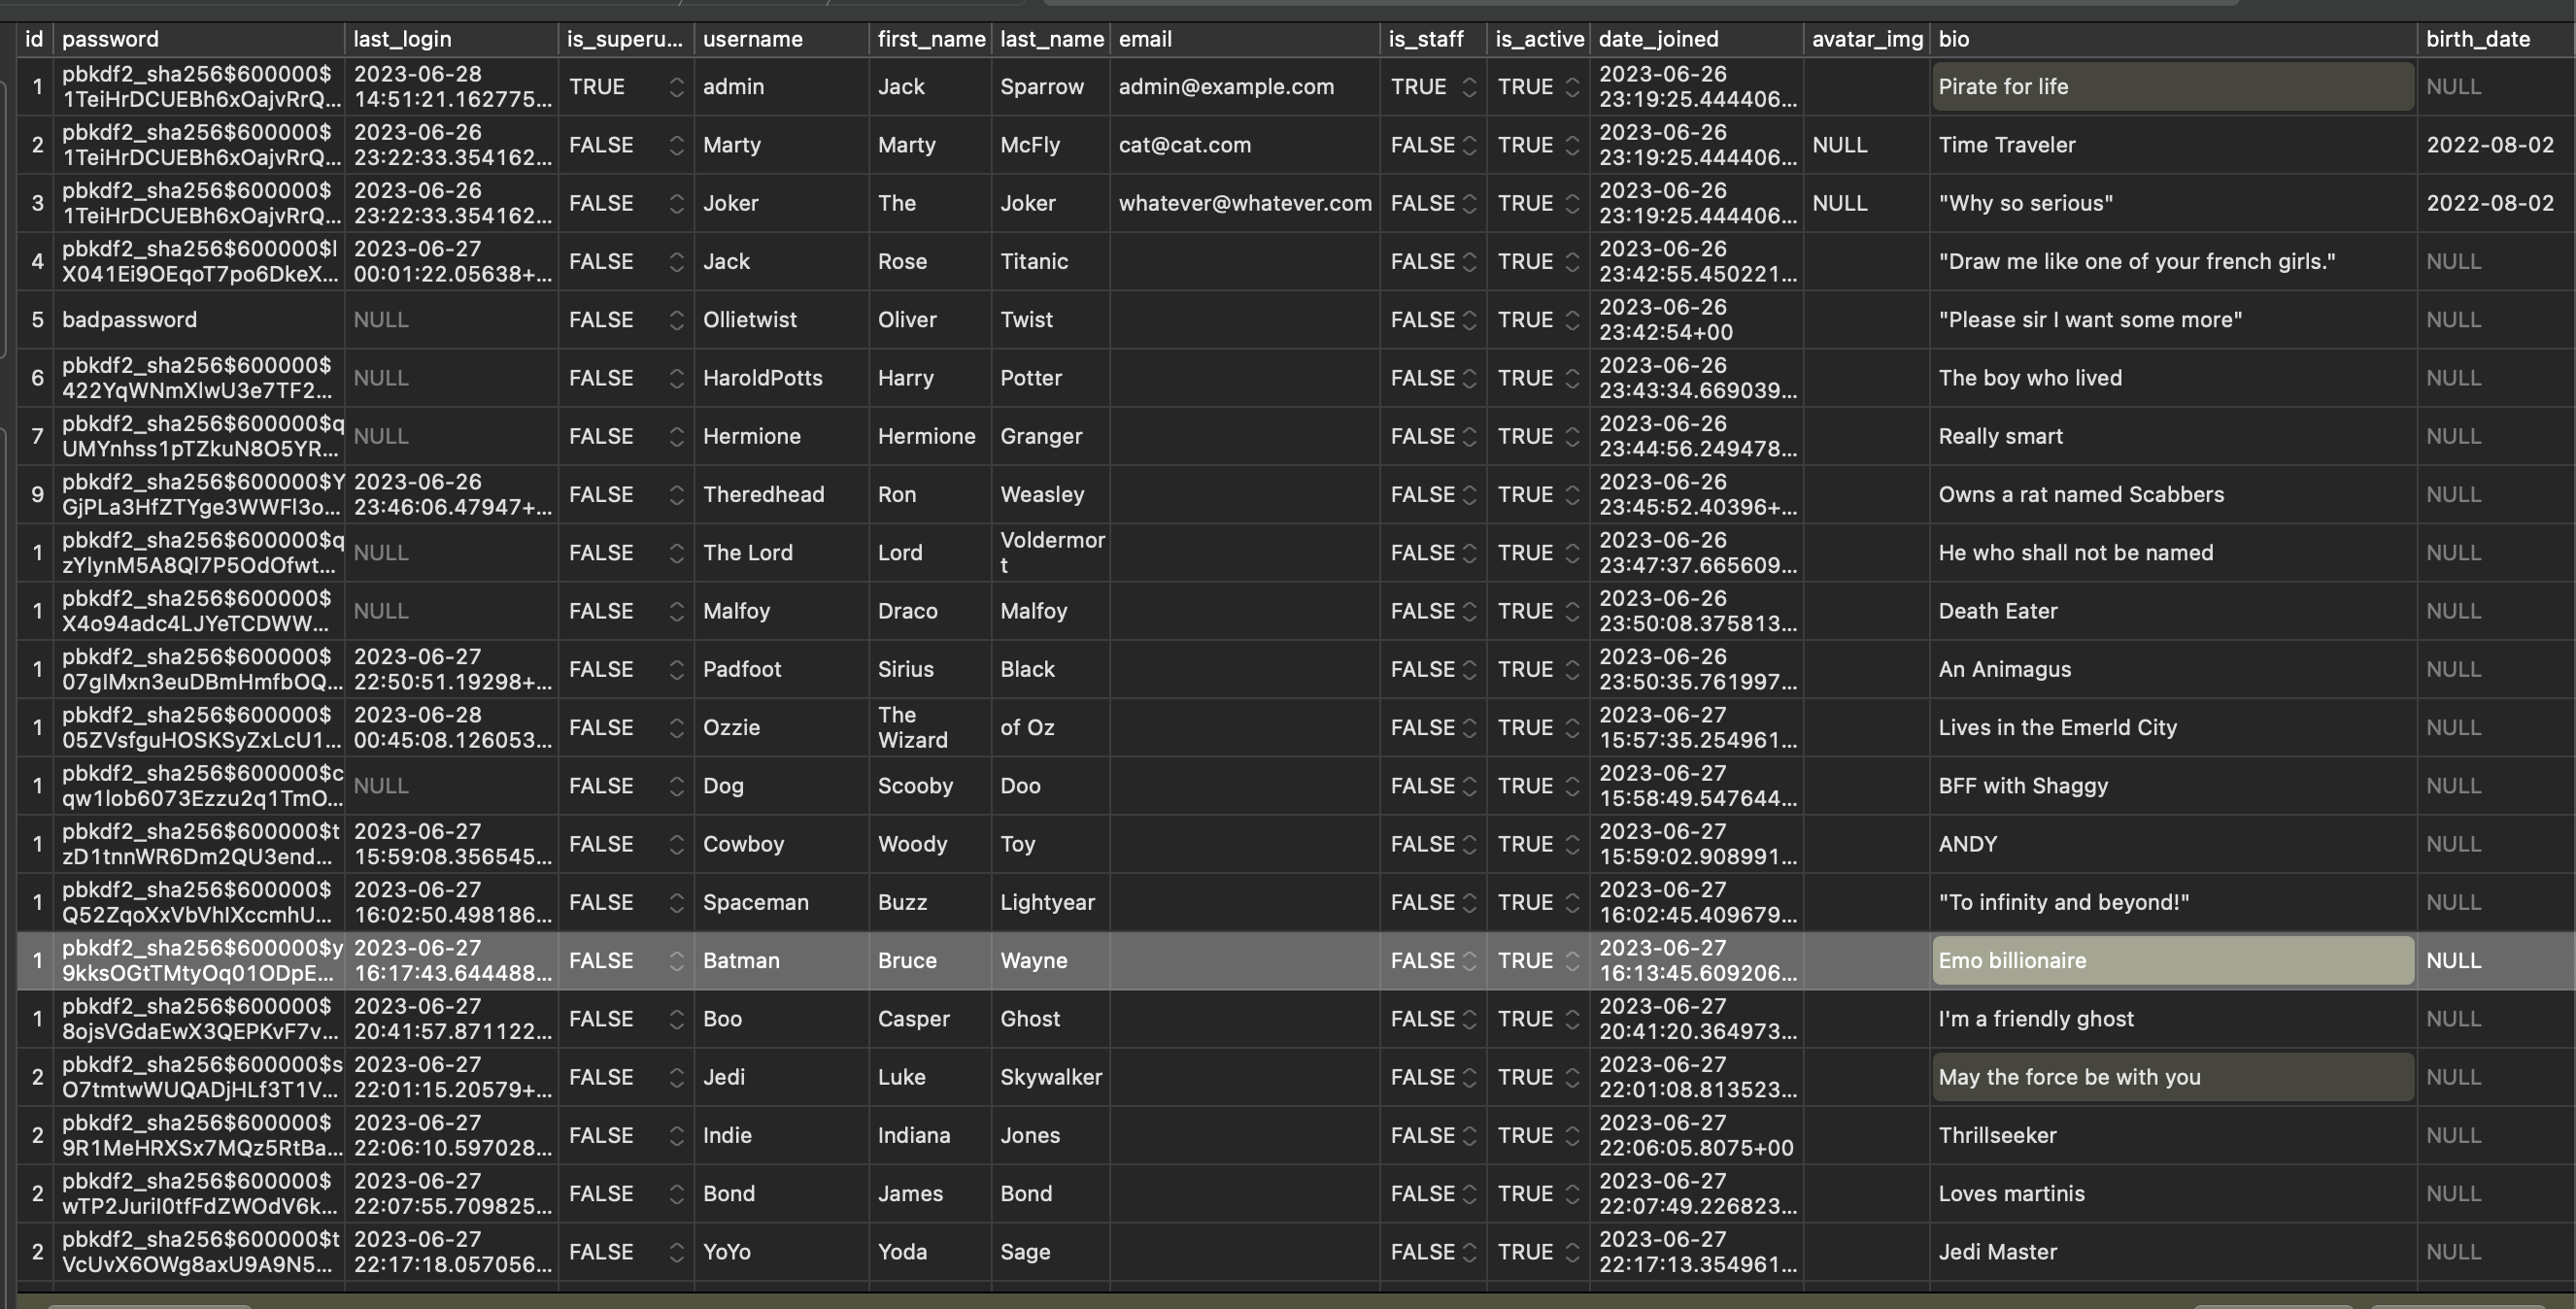 id password last_login is_superu... username first_name last_name email is_staff is_active date_joined avatar_img bio birth_date
1 pbkdf2_sha256$600000$ 1TeiHrDCUEBh6xOajvRrQ... 2023-06-28 14:51:21.162775... TRUE admin Jack Sparrow admin@example.com TRUE TRUE 2023-06-26 23:19:25.444406... Pirate for life NULL
2 pbkdf2_sha256$600000$ 1TeiHrDCUEBh6xOajvRrQ... 2023-06-26 23:22:33.354162... FALSE Marty Marty McFly cat@cat.com FALSE TRUE 2023-06-26 23:19:25.444406... NULL Time Traveler 2022-08-02
3 pbkdf2_sha256$600000$ 1TeiHrDCUEBh6xOajvRrQ... 2023-06-26 23:22:33.354162... FALSE Joker The Joker whatever@whatever.com FALSE TRUE 2023-06-26 23:19:25.444406... NULL "Why so serious" 2022-08-02
4 pbkdf2_sha256$600000$l X041Ei9OEqoT7po6DkeX... 2023-06-27 00:01:22.05638+... FALSE Jack Rose Titanic FALSE TRUE 2023-06-26 23:42:55.450221... "Draw me like one of your french girls." NULL
5 badpassword NULL FALSE Ollietwist Oliver Twist FALSE TRUE 2023-06-26 23:42:54+00 "Please sir I want some more" NULL
6 pbkdf2_sha256$600000$ 422YqWNmXlwU3e7TF2... NULL FALSE HaroldPotts Harry Potter FALSE TRUE 2023-06-26 23:43:34.669039... The boy who lived NULL
7 pbkdf2_sha256$600000$q UMYnhss1pTZkuN8O5YR... NULL FALSE Hermione Hermione Granger FALSE TRUE 2023-06-26 23:44:56.249478... Really smart NULL
9 pbkdf2_sha256$600000$Y GjPLa3HfZTYge3WWFl3o... 2023-06-26 23:46:06.47947+... FALSE Theredhead Ron Weasley FALSE TRUE 2023-06-26 23:45:52.40396+... Owns a rat named Scabbers NULL
1 pbkdf2_sha256$600000$q zYlynM5A8Ql7P5OdOfwt... NULL FALSE The Lord Lord Voldermort FALSE TRUE 2023-06-26 23:47:37.665609... He who shall not be named NULL
1 pbkdf2_sha256$600000$ X4o94adc4LJYeTCDWW... NULL FALSE Malfoy Draco Malfoy FALSE TRUE 2023-06-26 23:50:08.375813... Death Eater NULL
1 pbkdf2_sha256$600000$ 07glMxn3euDBmHmfbOQ... 2023-06-27 22:50:51.19298+... FALSE Padfoot Sirius Black FALSE TRUE 2023-06-26 23:50:35.761997... An Animagus NULL
1 pbkdf2_sha256$600000$ 05ZVsfguHOSKSyZxLcU1... 2023-06-28 00:45:08.126053... FALSE Ozzie The Wizard of Oz FALSE TRUE 2023-06-27 15:57:35.254961... Lives in the Emerld City NULL
1 pbkdf2_sha256$600000$c qw1lob6073Ezzu2q1TmO... NULL FALSE Dog Scooby Doo FALSE TRUE 2023-06-27 15:58:49.547644... BFF with Shaggy NULL
1 pbkdf2_sha256$600000$t zD1tnnWR6Dm2QU3end... 2023-06-27 15:59:08.356545... FALSE Cowboy Woody Toy FALSE TRUE 2023-06-27 15:59:02.908991... ANDY NULL
1 pbkdf2_sha256$600000$ Q52ZqoXxVbVhIXccmhU... 2023-06-27 16:02:50.498186... FALSE Spaceman Buzz Lightyear FALSE TRUE 2023-06-27 16:02:45.409679... "To infinity and beyond!" NULL
1 pbkdf2_sha256$600000$y 9kksOGtTMtyOq01ODpE... 2023-06-27 16:17:43.644488... FALSE Batman Bruce Wayne FALSE TRUE 2023-06-27 16:13:45.609206... Emo billionaire NULL
1 pbkdf2_sha256$600000$ 8ojsVGdaEwX3QEPKvF7v... 2023-06-27 20:41:57.871122... FALSE Boo Casper Ghost FALSE TRUE 2023-06-27 20:41:20.364973... I'm a friendly ghost NULL
2 pbkdf2_sha256$600000$s O7tmtwWUQADjHLf3T1V... 2023-06-27 22:01:15.20579+... FALSE Jedi Luke Skywalker FALSE TRUE 2023-06-27 22:01:08.813523... May the force be with you NULL
2 pbkdf2_sha256$600000$ 9R1MeHRXSx7MQz5RtBa... 2023-06-27 22:06:10.597028... FALSE Indie Indiana Jones FALSE TRUE 2023-06-27 22:06:05.8075+00 Thrillseeker NULL
2 pbkdf2_sha256$600000$ wTP2JuriI0tfFdZWOdV6k... 2023-06-27 22:07:55.709825... FALSE Bond James Bond FALSE TRUE 2023-06-27 22:07:49.226823... Loves martinis NULL
2 pbkdf2_sha256$600000$t VcUvX6OWg8axU9A9N5... 2023-06-27 22:17:18.057056... FALSE YoYo Yoda Sage FALSE TRUE 2023-06-27 22:17:13.354961... Jedi Master NULL